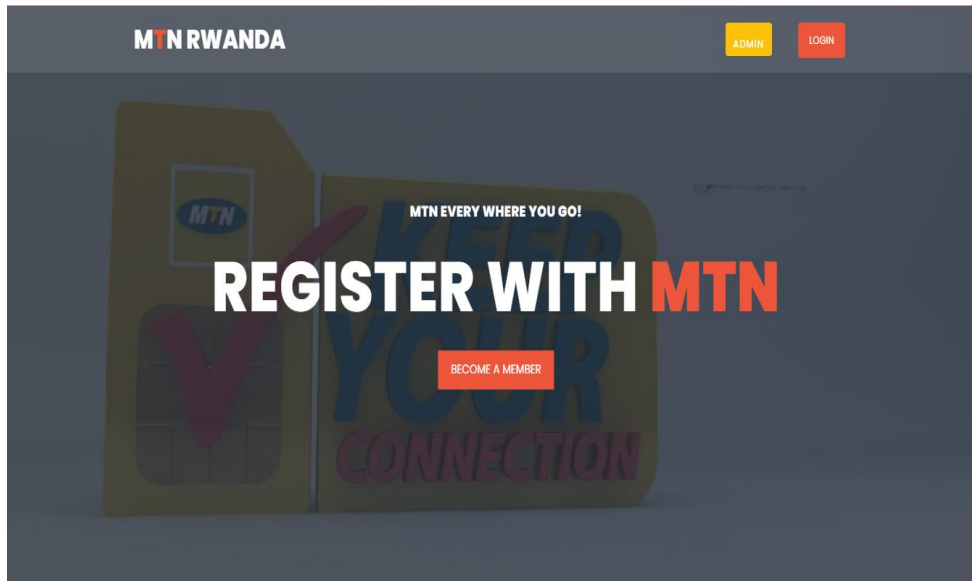 MTN RWANDA
ADMIN
LOGIN
MTN
MTN EVERY WHERE YOU GO!
KEEP
REGISTER WITH MTN
YOUR
BECOME A MEMBER
CONNECTION